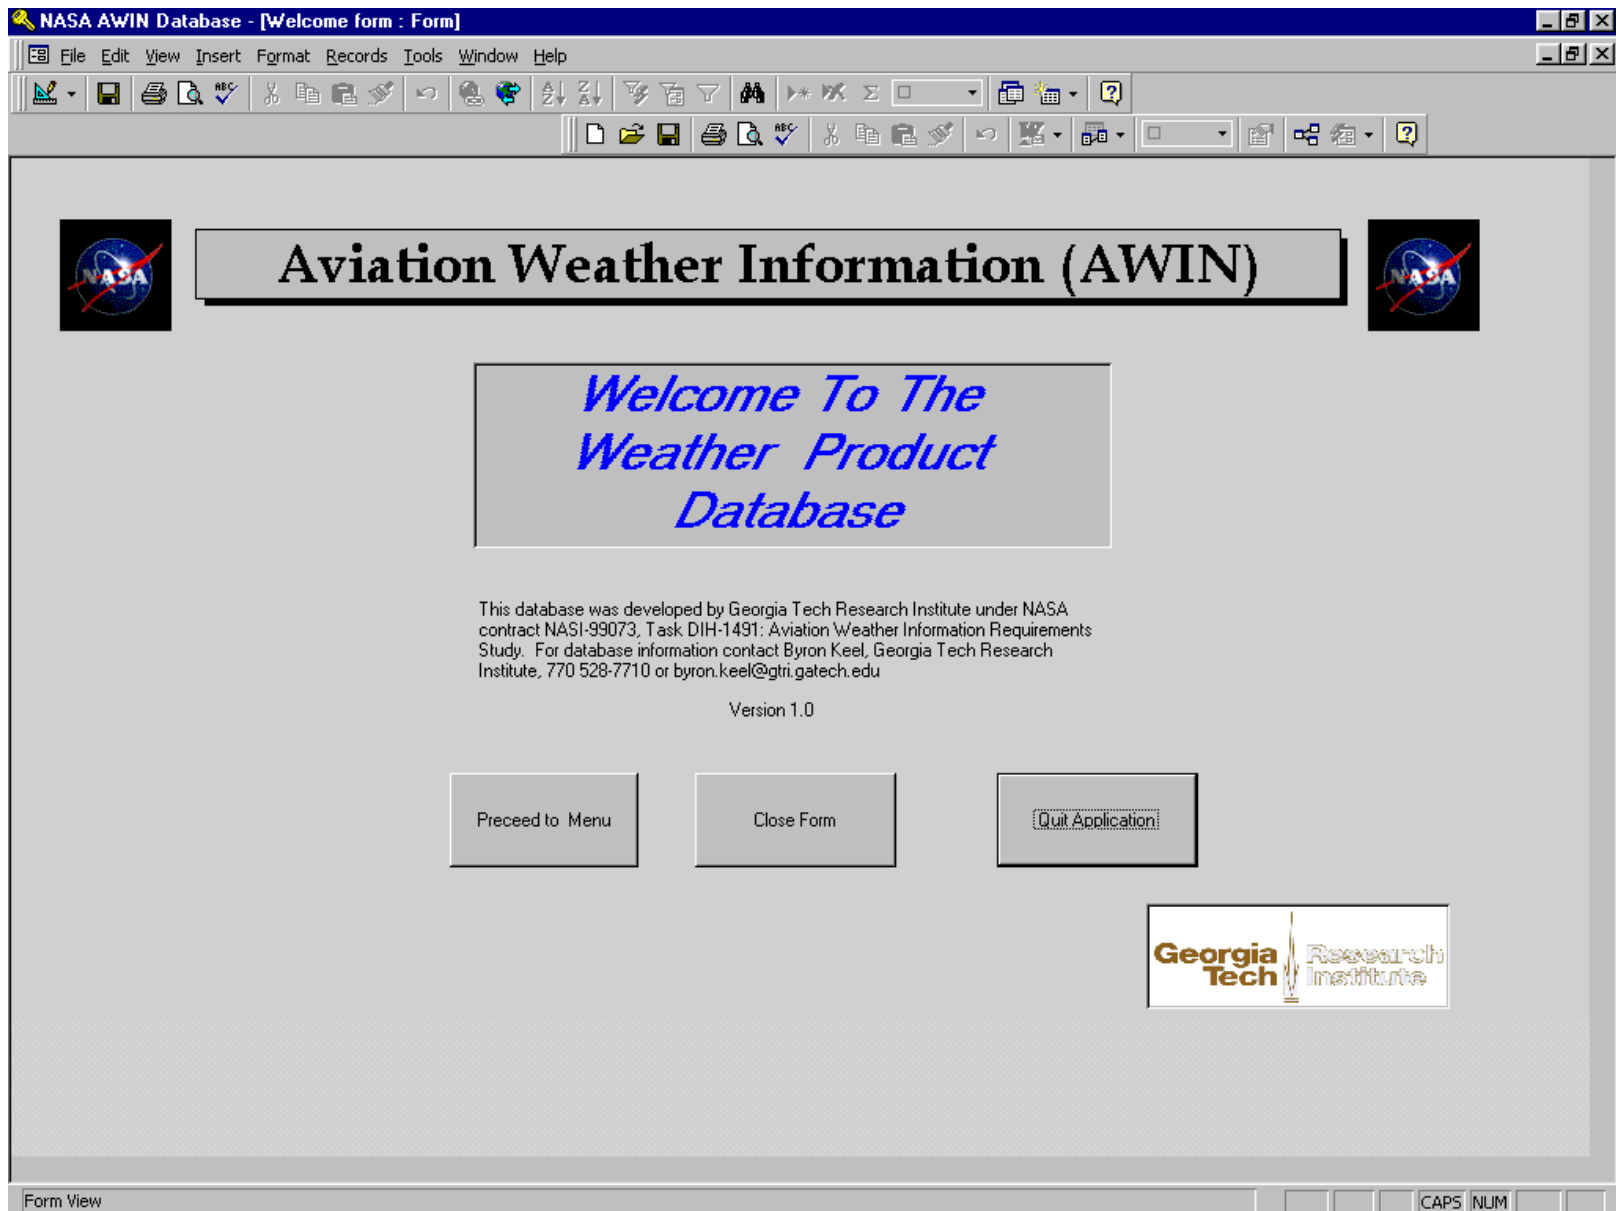 NASA AWIN Database - [Welcome form : Form]
File Edit View Insert Format Records Tools Window Help
NASA
Aviation Weather Information (AWIN)
NASA
Welcome To The
Weather Product
Database
This database was developed by Georgia Tech Research Institute under NASA
contract NASI-99073, Task DIH-1491: Aviation Weather Information Requirements
Study. For database information contact Byron Keel, Georgia Tech Research
Institute, 770 528-7710 or byron.keel@gtri.gatech.edu
Version 1.0
Preceed to Menu
Close Form
Quit Application
Georgia Research
Tech Institute
Form View
CAPS NUM